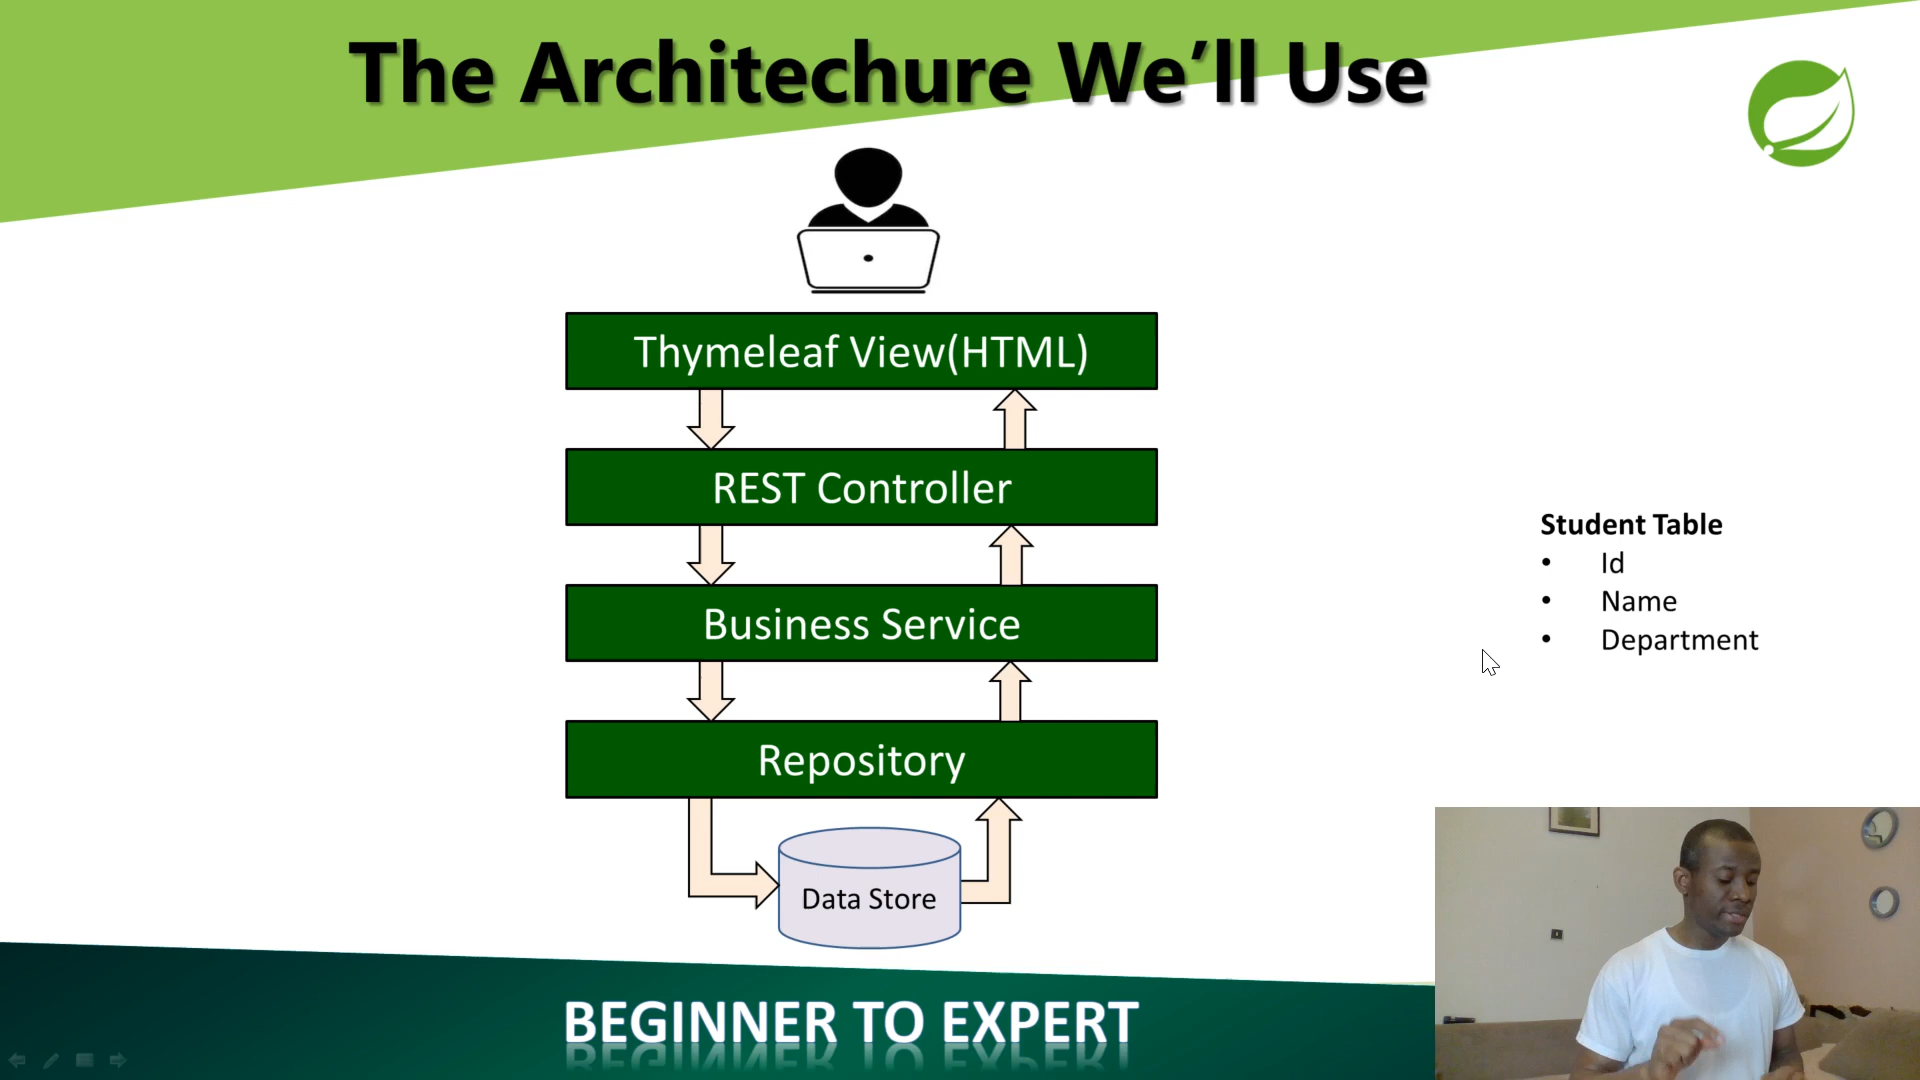 The Architechure We’ll Use
Thymeleaf View(HTML)
REST Controller
Business Service
Repository
Data Store
Student Table
• Id
• Name
• Department
BEGINNER TO EXPERT